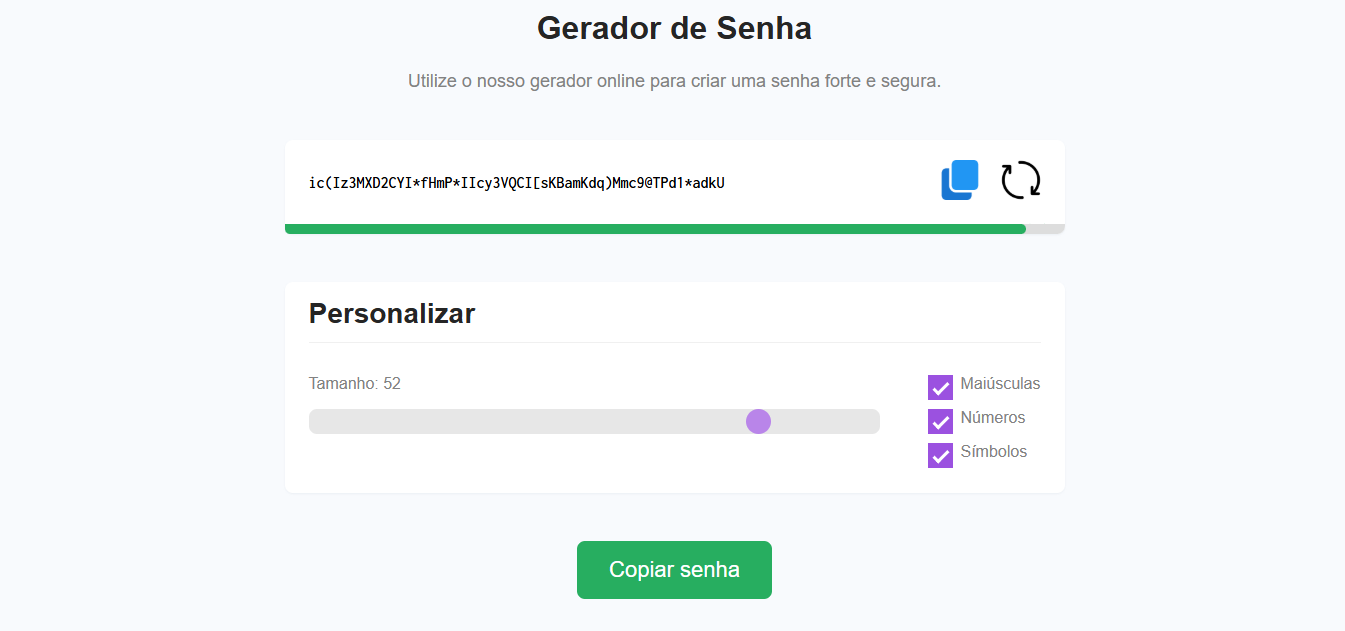 Gerador de Senha
Utilize o nosso gerador online para criar uma senha forte e segura.
ic(Iz3MXD2CYI*fHmP*IIcy3VQCI[sKBamKdq)Mmc9@TPd1*adkU
Personalizar
Tamanho: 52
Maiúsculas
Números
Símbolos
Copiar senha